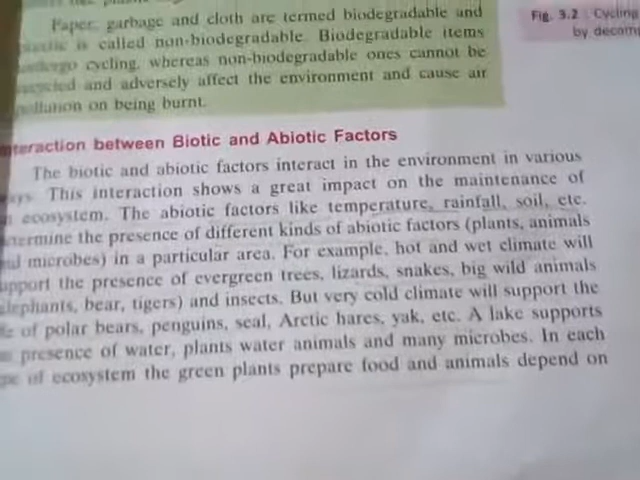 Paper, garbage and cloth are termed biodegradable and
is called non-biodegradable. Biodegradable items
cycling, whereas non-biodegradable ones cannot be
and adversely affect the environment and cause air
on being burnt.
Fig. 3.2 Cycling
by decom
Interaction between Biotic and Abiotic Factors
The biotic and abiotic factors interact in the environment in various
This interaction shows a great impact on the maintenance of
ecosystem. The abiotic factors like temperature, rainfall, soil, etc.
the presence of different kinds of abiotic factors (plants, animals
microbes) in a particular area. For example, hot and wet climate will
the presence of evergreen trees, lizards, snakes, big wild animals
bear, tigers) and insects. But very cold climate will support the
of polar bears, penguins, seal, Arctic hares, yak, etc. A lake supports
presence of water, plants water animals and many microbes. In each
of ecosystem the green plants prepare food and animals depend on